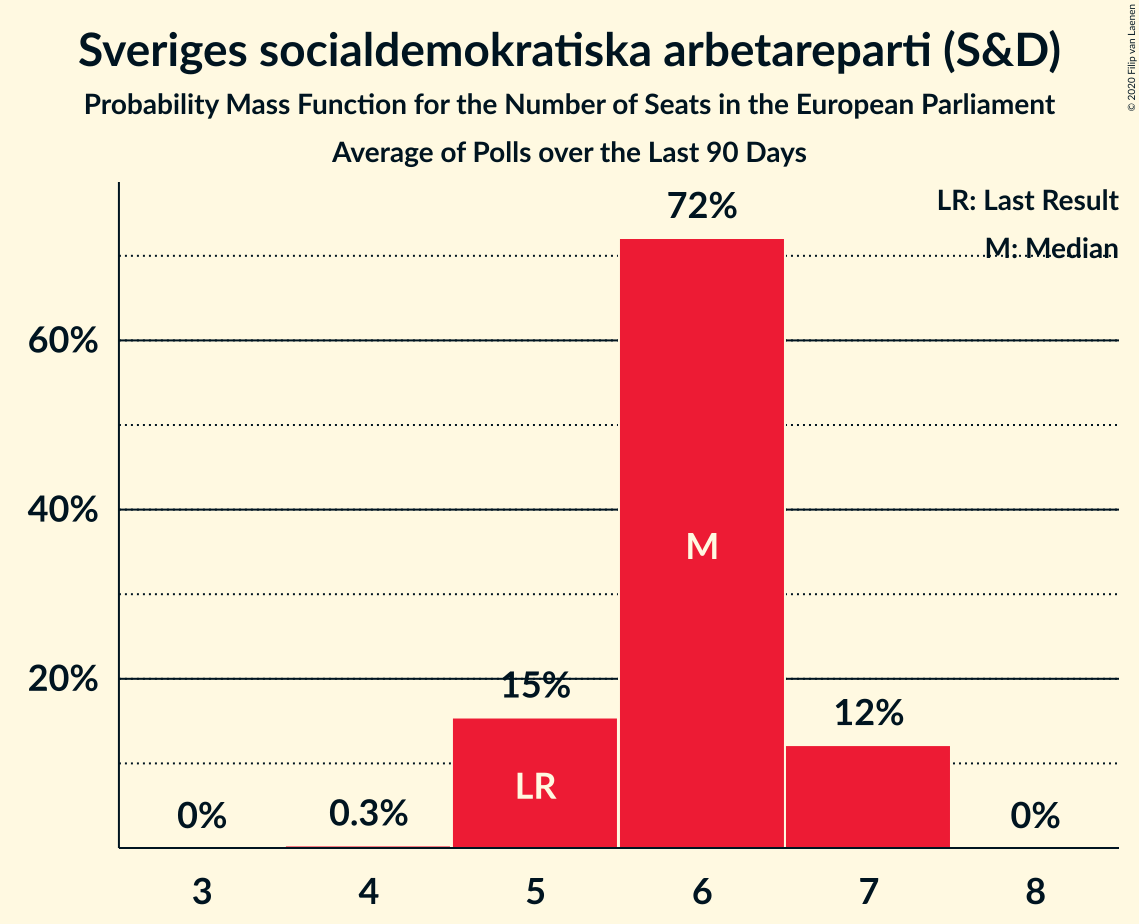 Sveriges socialdemokratiska arbetareparti (S&D)
Probability Mass Function for the Number of Seats in the European Parliament
Average of Polls over the Last 90 Days
© 2020 Filip van Laenen
LR: Last Result
M: Median
72%
60%
40%
20%
M
15%
12%
LR
0%
0.3%
0%
3 4 5 6 7 8